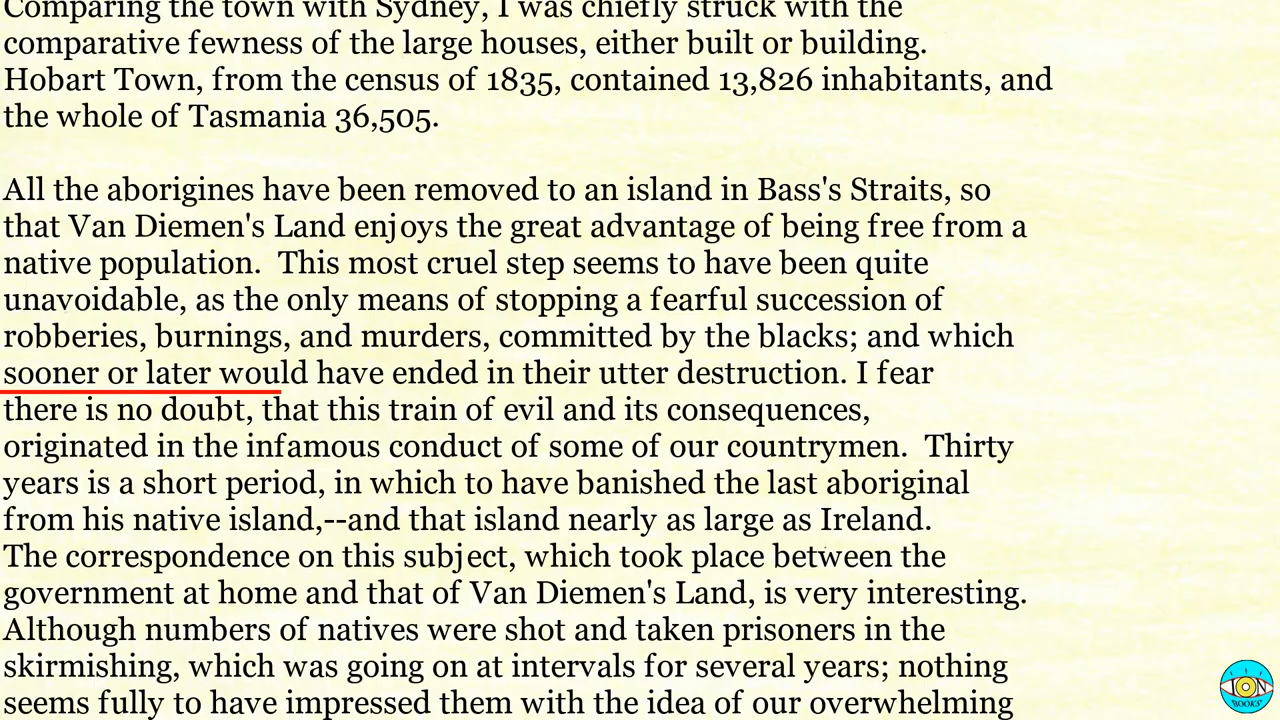 Comparing the town with Sydney, I was chiefly struck with the
comparative fewness of the large houses, either built or building.
Hobart Town, from the census of 1835, contained 13,826 inhabitants, and
the whole of Tasmania 36,505.
All the aborigines have been removed to an island in Bass's Straits, so
that Van Diemen's Land enjoys the great advantage of being free from a
native population.  This most cruel step seems to have been quite
unavoidable, as the only means of stopping a fearful succession of
robberies, burnings, and murders, committed by the blacks; and which
sooner or later would have ended in their utter destruction. I fear
there is no doubt, that this train of evil and its consequences,
originated in the infamous conduct of some of our countrymen.  Thirty
years is a short period, in which to have banished the last aboriginal
from his native island,--and that island nearly as large as Ireland.
The correspondence on this subject, which took place between the
government at home and that of Van Diemen's Land, is very interesting.
Although numbers of natives were shot and taken prisoners in the
skirmishing, which was going on at intervals for several years; nothing
seems fully to have impressed them with the idea of our overwhelming
ION
BOOKS